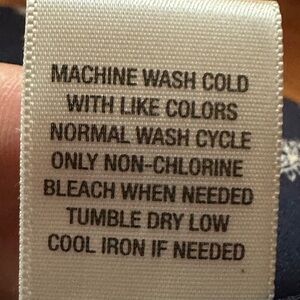 MACHINE WASH COLD
WITH LIKE COLORS
NORMAL WASH CYCLE
ONLY NON-CHLORINE
BLEACH WHEN NEEDED
TUMBLE DRY LOW
COOL IRON IF NEEDED